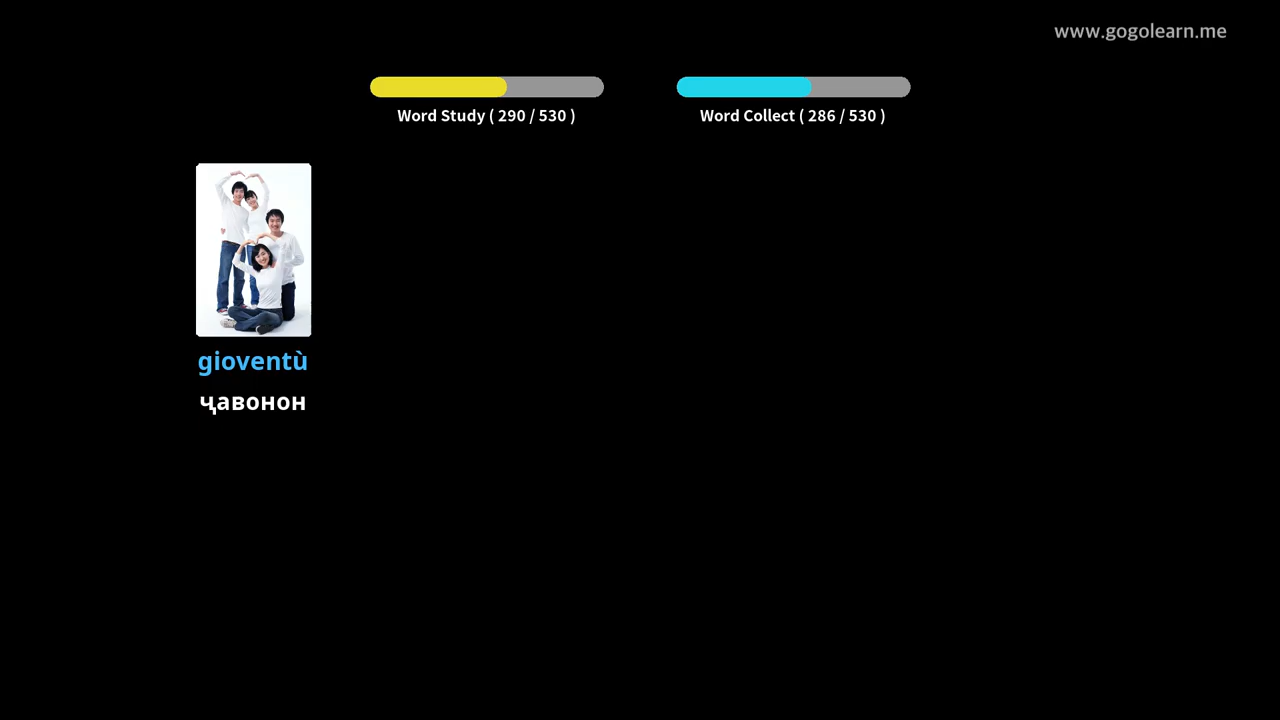 www.gogolearn.me
Word Study ( 290 / 530 )
Word Collect ( 286 / 530 )
gioventù
ҷавонон